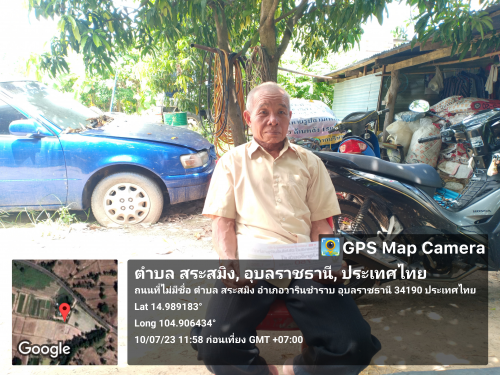 GPS Map Camera
ตำบล สระสมิง, อุบลราชธานี, ประเทศไทย
ถนนที่ไม่มีชื่อ ตำบล สระสมิง อำเภอวารินชำราบ อุบลราชธานี 34190 ประเทศไทย
Lat 14.989183°
Long 104.906434°
10/07/23 11:58 ก่อนเที่ยง GMT +07:00
Google